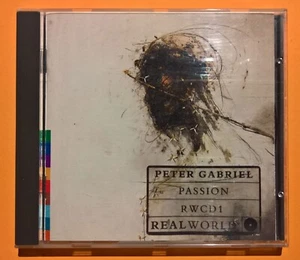 PETER GABRIEL
PASSION
RWCD1
REALWORLD